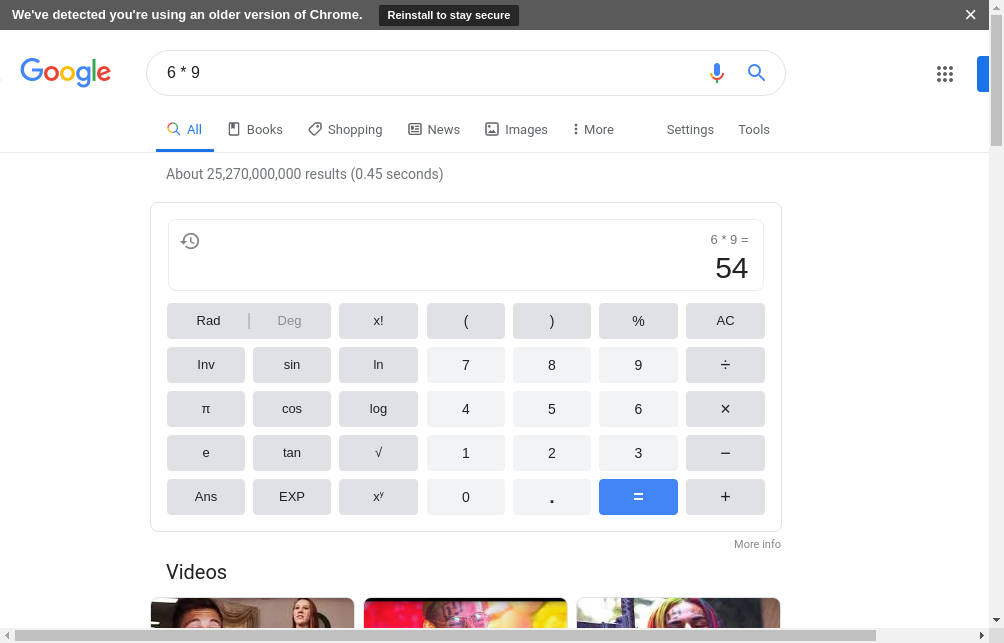 We've detected you're using an older version of Chrome. Reinstall to stay secure
Google
6 * 9
All Books Shopping News Images More Settings Tools
About 25,270,000,000 results (0.45 seconds)
6 * 9 =
54
Rad Deg x! ( ) % AC
Inv sin ln 7 8 9 ÷
π cos log 4 5 6 ×
e tan √ 1 2 3 −
Ans EXP xʸ 0 . = +
More info
Videos